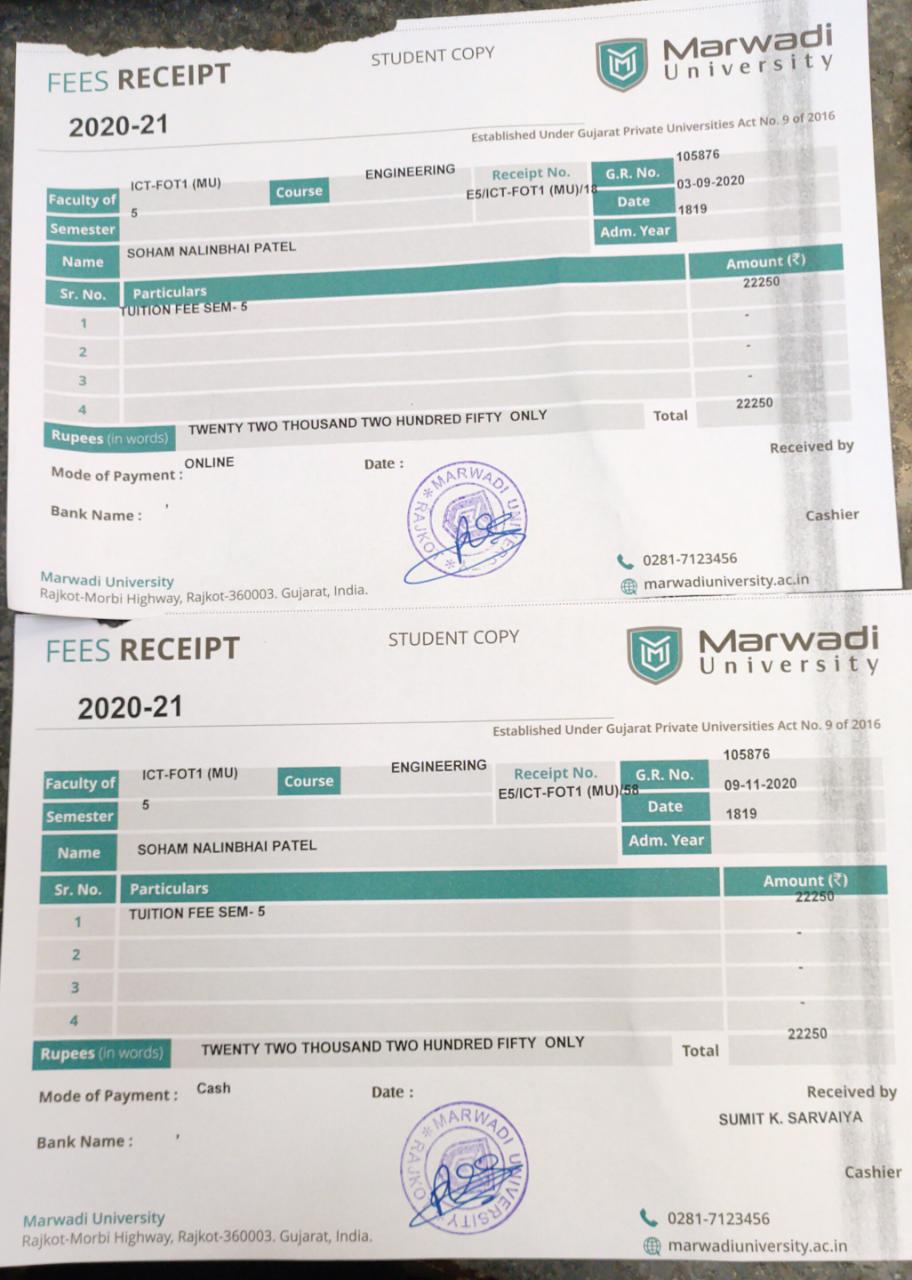 STUDENT COPY
FEES RECEIPT
Marwadi
University
2020-21
Established Under Gujarat Private Universities Act No. 9 of 2016
Faculty of ICT-FOT1 (MU) Course ENGINEERING Receipt No. G.R. No. 105876
E5/ICT-FOT1 (MU)/18 Date 03-09-2020
Semester 5 Adm. Year 1819
Name SOHAM NALINBHAI PATEL
Sr. No. Particulars Amount (₹)
1 TUITION FEE SEM- 5 22250
2 -
3 -
4 -
Rupees (in words) TWENTY TWO THOUSAND TWO HUNDRED FIFTY ONLY Total 22250
Mode of Payment : ONLINE Date : Received by
Bank Name : ' Cashier
MARWADI UNIVERSITY * RAJKOT *
Marwadi University 0281-7123456
Rajkot-Morbi Highway, Rajkot-360003. Gujarat, India. marwadiuniversity.ac.in
STUDENT COPY
FEES RECEIPT
Marwadi
University
2020-21
Established Under Gujarat Private Universities Act No. 9 of 2016
Faculty of ICT-FOT1 (MU) Course ENGINEERING Receipt No. G.R. No. 105876
E5/ICT-FOT1 (MU)/58 Date 09-11-2020
Semester 5 Adm. Year 1819
Name SOHAM NALINBHAI PATEL
Sr. No. Particulars Amount (₹)
1 TUITION FEE SEM- 5 22250
2 -
3 -
4 -
Rupees (in words) TWENTY TWO THOUSAND TWO HUNDRED FIFTY ONLY Total 22250
Mode of Payment : Cash Date : Received by
SUMIT K. SARVAIYA
Bank Name : ' Cashier
MARWADI UNIVERSITY * RAJKOT
Marwadi University 0281-7123456
Rajkot-Morbi Highway, Rajkot-360003. Gujarat, India. marwadiuniversity.ac.in